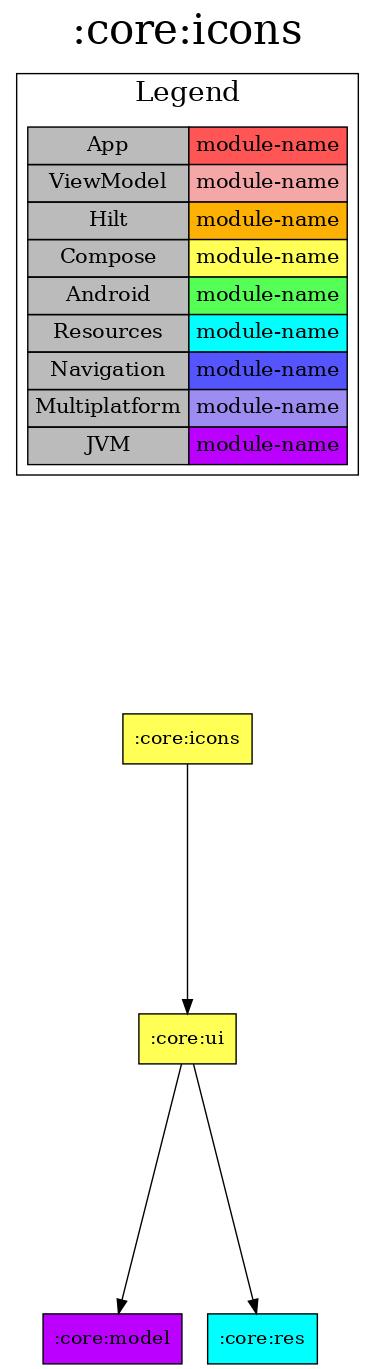 :core:icons
Legend
App module-name
ViewModel module-name
Hilt module-name
Compose module-name
Android module-name
Resources module-name
Navigation module-name
Multiplatform module-name
JVM module-name
:core:icons
:core:ui
:core:model :core:res